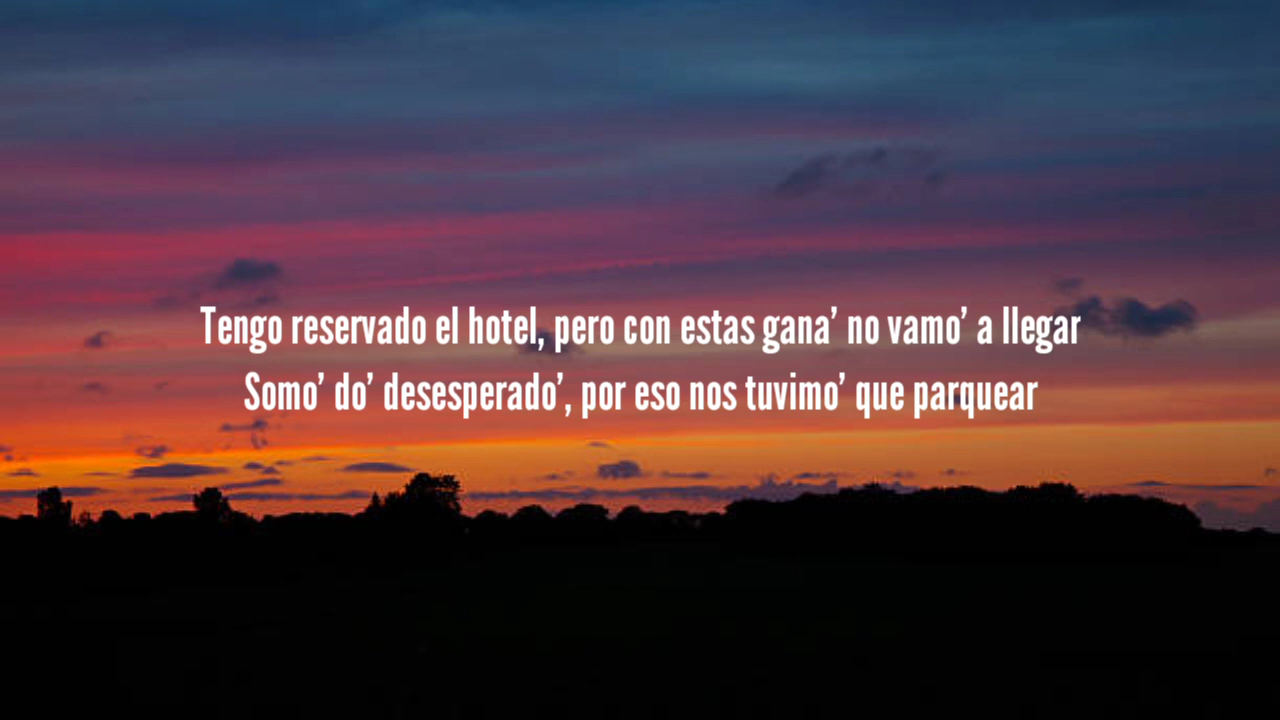 Tengo reservado el hotel, pero con estas gana’ no vamo’ a llegar
Somo’ do’ desesperado’, por eso nos tuvimo’ que parquear